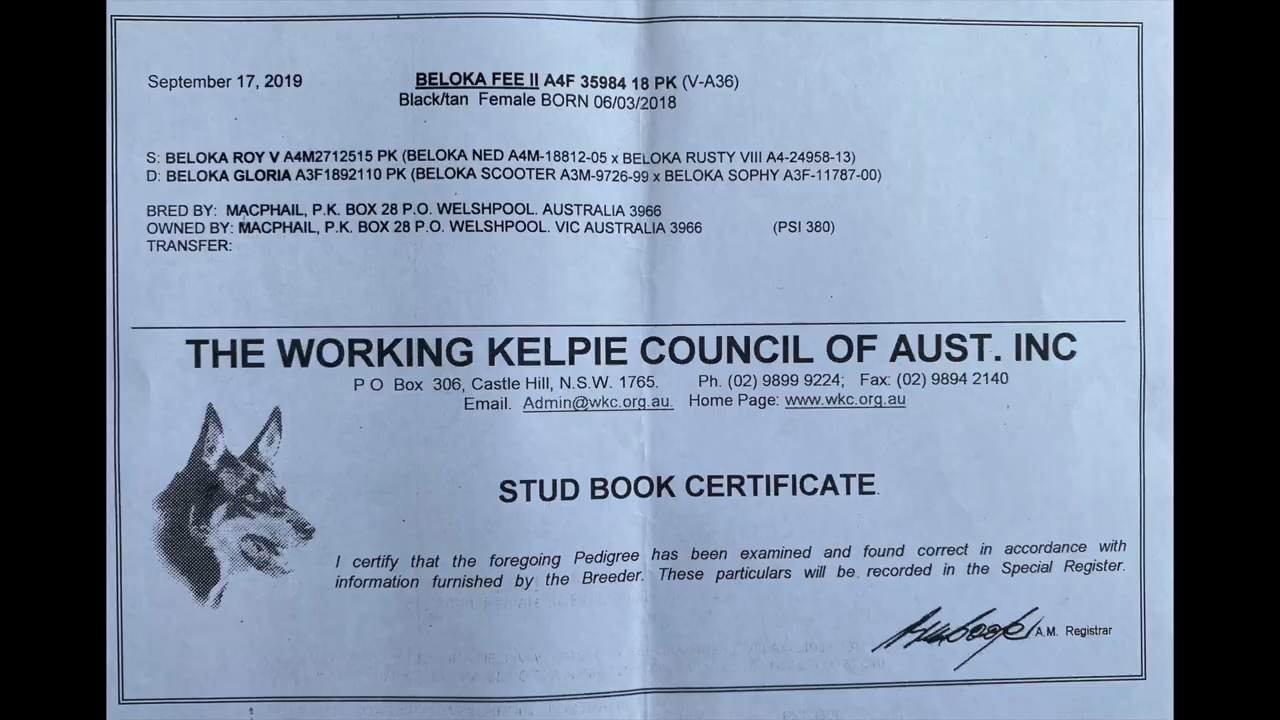 September 17, 2019
BELOKA FEE II A4F 35984 18 PK (V-A36)
Black/tan Female BORN 06/03/2018
S: BELOKA ROY V A4M2712515 PK (BELOKA NED A4M-18812-05 x BELOKA RUSTY VIII A4-24958-13)
D: BELOKA GLORIA A3F1892110 PK (BELOKA SCOOTER A3M-9726-99 x BELOKA SOPHY A3F-11787-00)
BRED BY: MACPHAIL, P.K. BOX 28 P.O. WELSHPOOL. AUSTRALIA 3966
OWNED BY: MACPHAIL, P.K. BOX 28 P.O. WELSHPOOL. VIC AUSTRALIA 3966 (PSI 380)
TRANSFER:
THE WORKING KELPIE COUNCIL OF AUST. INC
P O Box 306, Castle Hill, N.S.W. 1765. Ph. (02) 9899 9224; Fax: (02) 9894 2140
Email. Admin@wkc.org.au. Home Page: www.wkc.org.au
STUD BOOK CERTIFICATE
I certify that the foregoing Pedigree has been examined and found correct in accordance with
information furnished by the Breeder. These particulars will be recorded in the Special Register.
A.M. Registrar